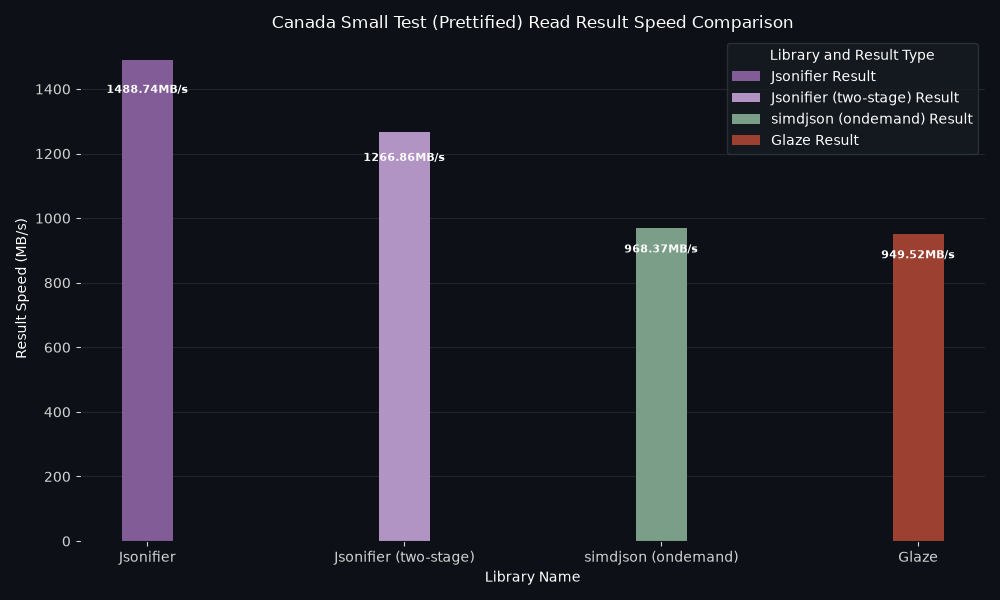 Canada Small Test (Prettified) Read Result Speed Comparison
Library and Result Type
Jsonifier Result
Jsonifier (two-stage) Result
simdjson (ondemand) Result
Glaze Result
1488.74MB/s
1266.86MB/s
968.37MB/s
949.52MB/s
Result Speed (MB/s)
1400
1200
1000
800
600
400
200
0
Jsonifier
Jsonifier (two-stage)
simdjson (ondemand)
Glaze
Library Name